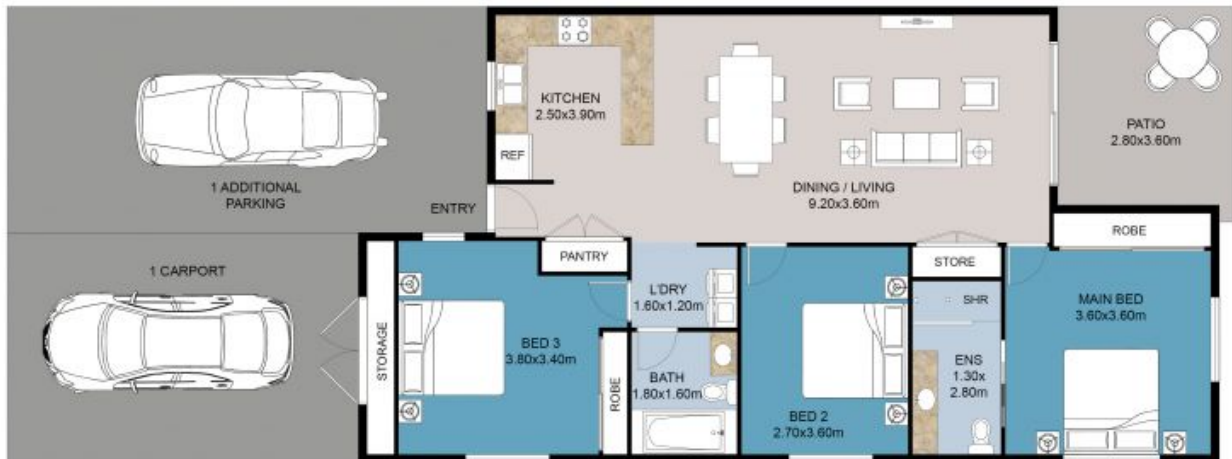 KITCHEN
2.50x3.90m
REF
1 ADDITIONAL
PARKING
ENTRY
DINING / LIVING
9.20x3.60m
PATIO
2.80x3.60m
1 CARPORT
STORAGE
PANTRY
BED 3
3.80x3.40m
ROBE
L'DRY
1.60x1.20m
BATH
1.80x1.60m
BED 2
2.70x3.60m
STORE
SHR
ENS
1.30x
2.80m
ROBE
MAIN BED
3.60x3.60m